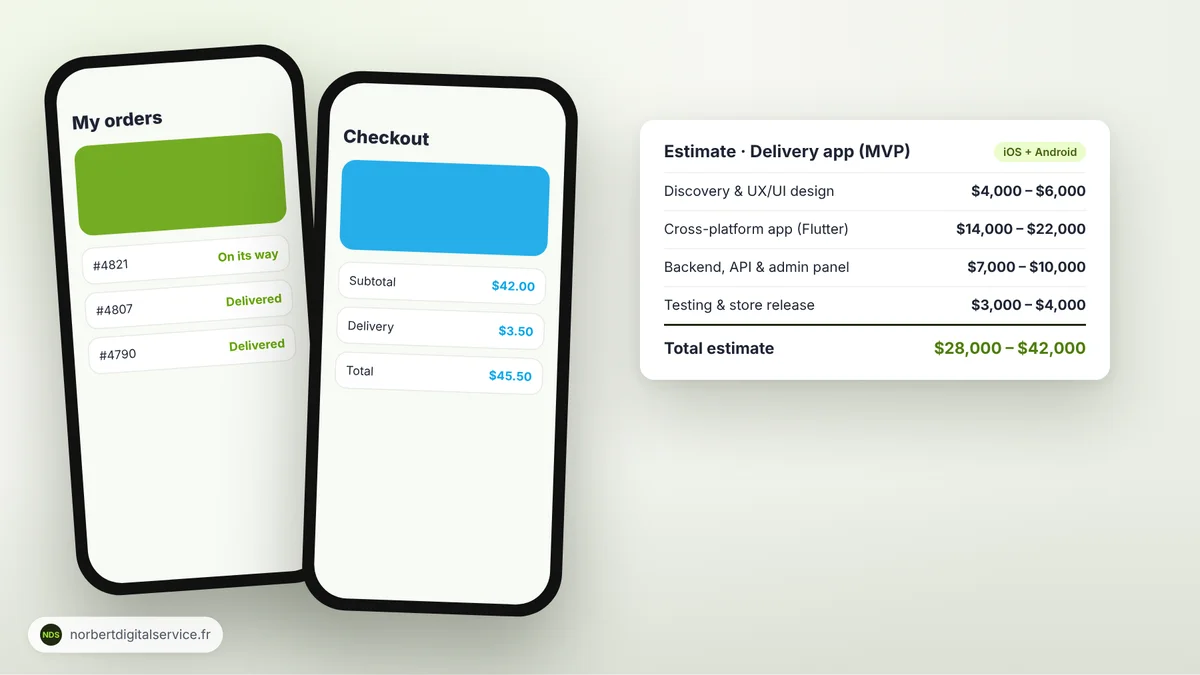 My orders
#4821 On its way
#4807 Delivered
#4790 Delivered
Checkout
Subtotal $42.00
Delivery $3.50
Total $45.50
Estimate · Delivery app (MVP) iOS + Android
Discovery & UX/UI design $4,000 – $6,000
Cross-platform app (Flutter) $14,000 – $22,000
Backend, API & admin panel $7,000 – $10,000
Testing & store release $3,000 – $4,000
Total estimate $28,000 – $42,000
NDS norbertdigitalservice.fr